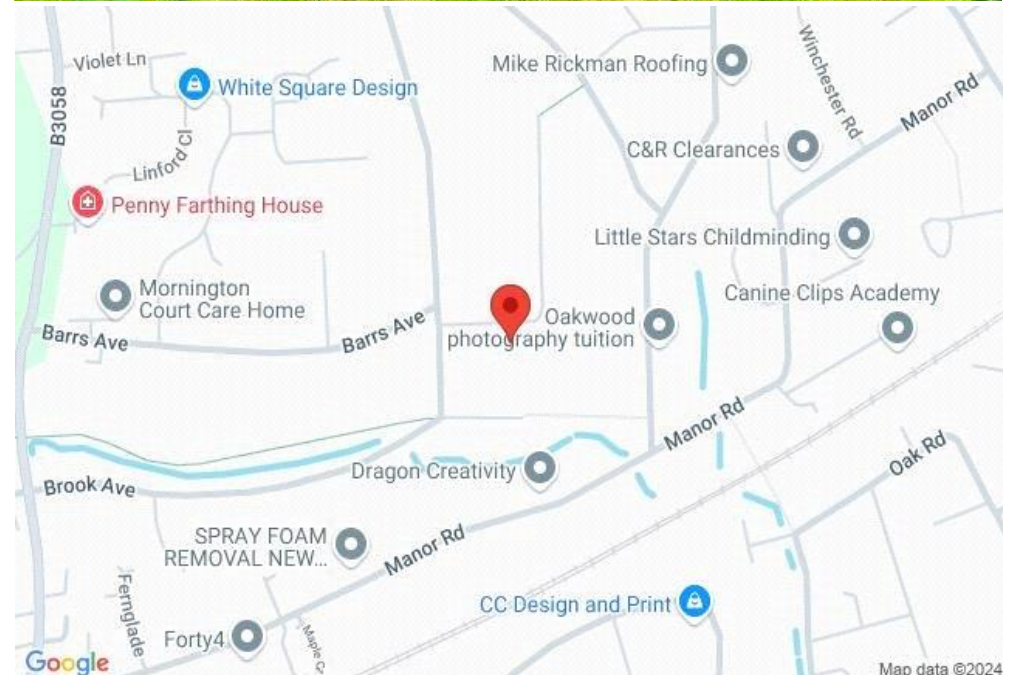 Violet Ln
White Square Design
B3058
Linford Cl
Penny Farthing House
Mornington
Court Care Home
Barrs Ave
Barrs Ave
Mike Rickman Roofing
Winchester Rd
Manor Rd
C&R Clearances
Little Stars Childminding
Canine Clips Academy
Oakwood
photography tuition
Manor Rd
Oak Rd
Brook Ave
Dragon Creativity
SPRAY FOAM
REMOVAL NEW...
Manor Rd
Fernglade
CC Design and Print
Forty4
Maple C
Google
Map data ©2024